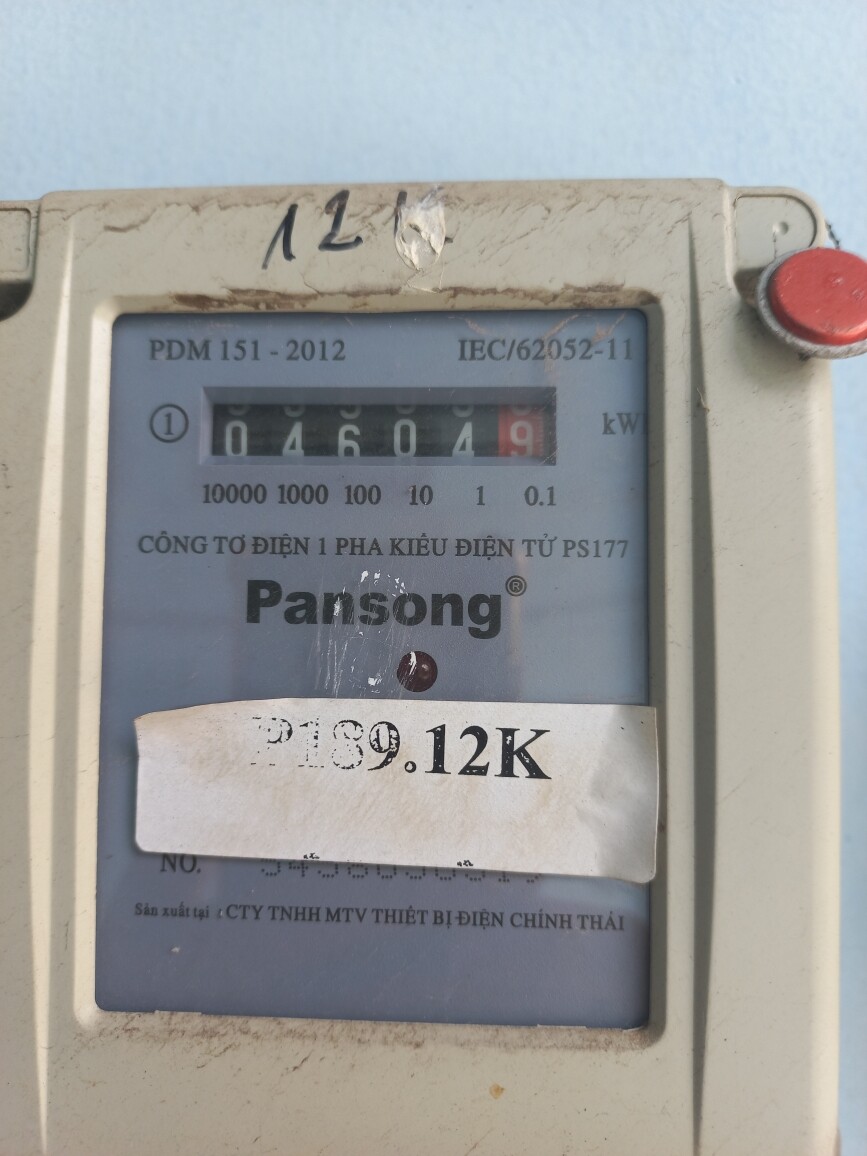 12K
PDM 151 - 2012 IEC/62052-11
1 0 4 6 0 4 9 kW
10000 1000 100 10 1 0.1
CÔNG TƠ ĐIỆN 1 PHA KIỂU ĐIỆN TỬ PS177
Pansong®
P189.12K
NO.
Sản xuất tại : CTY TNHH MTV THIẾT BỊ ĐIỆN CHÍNH THÁI